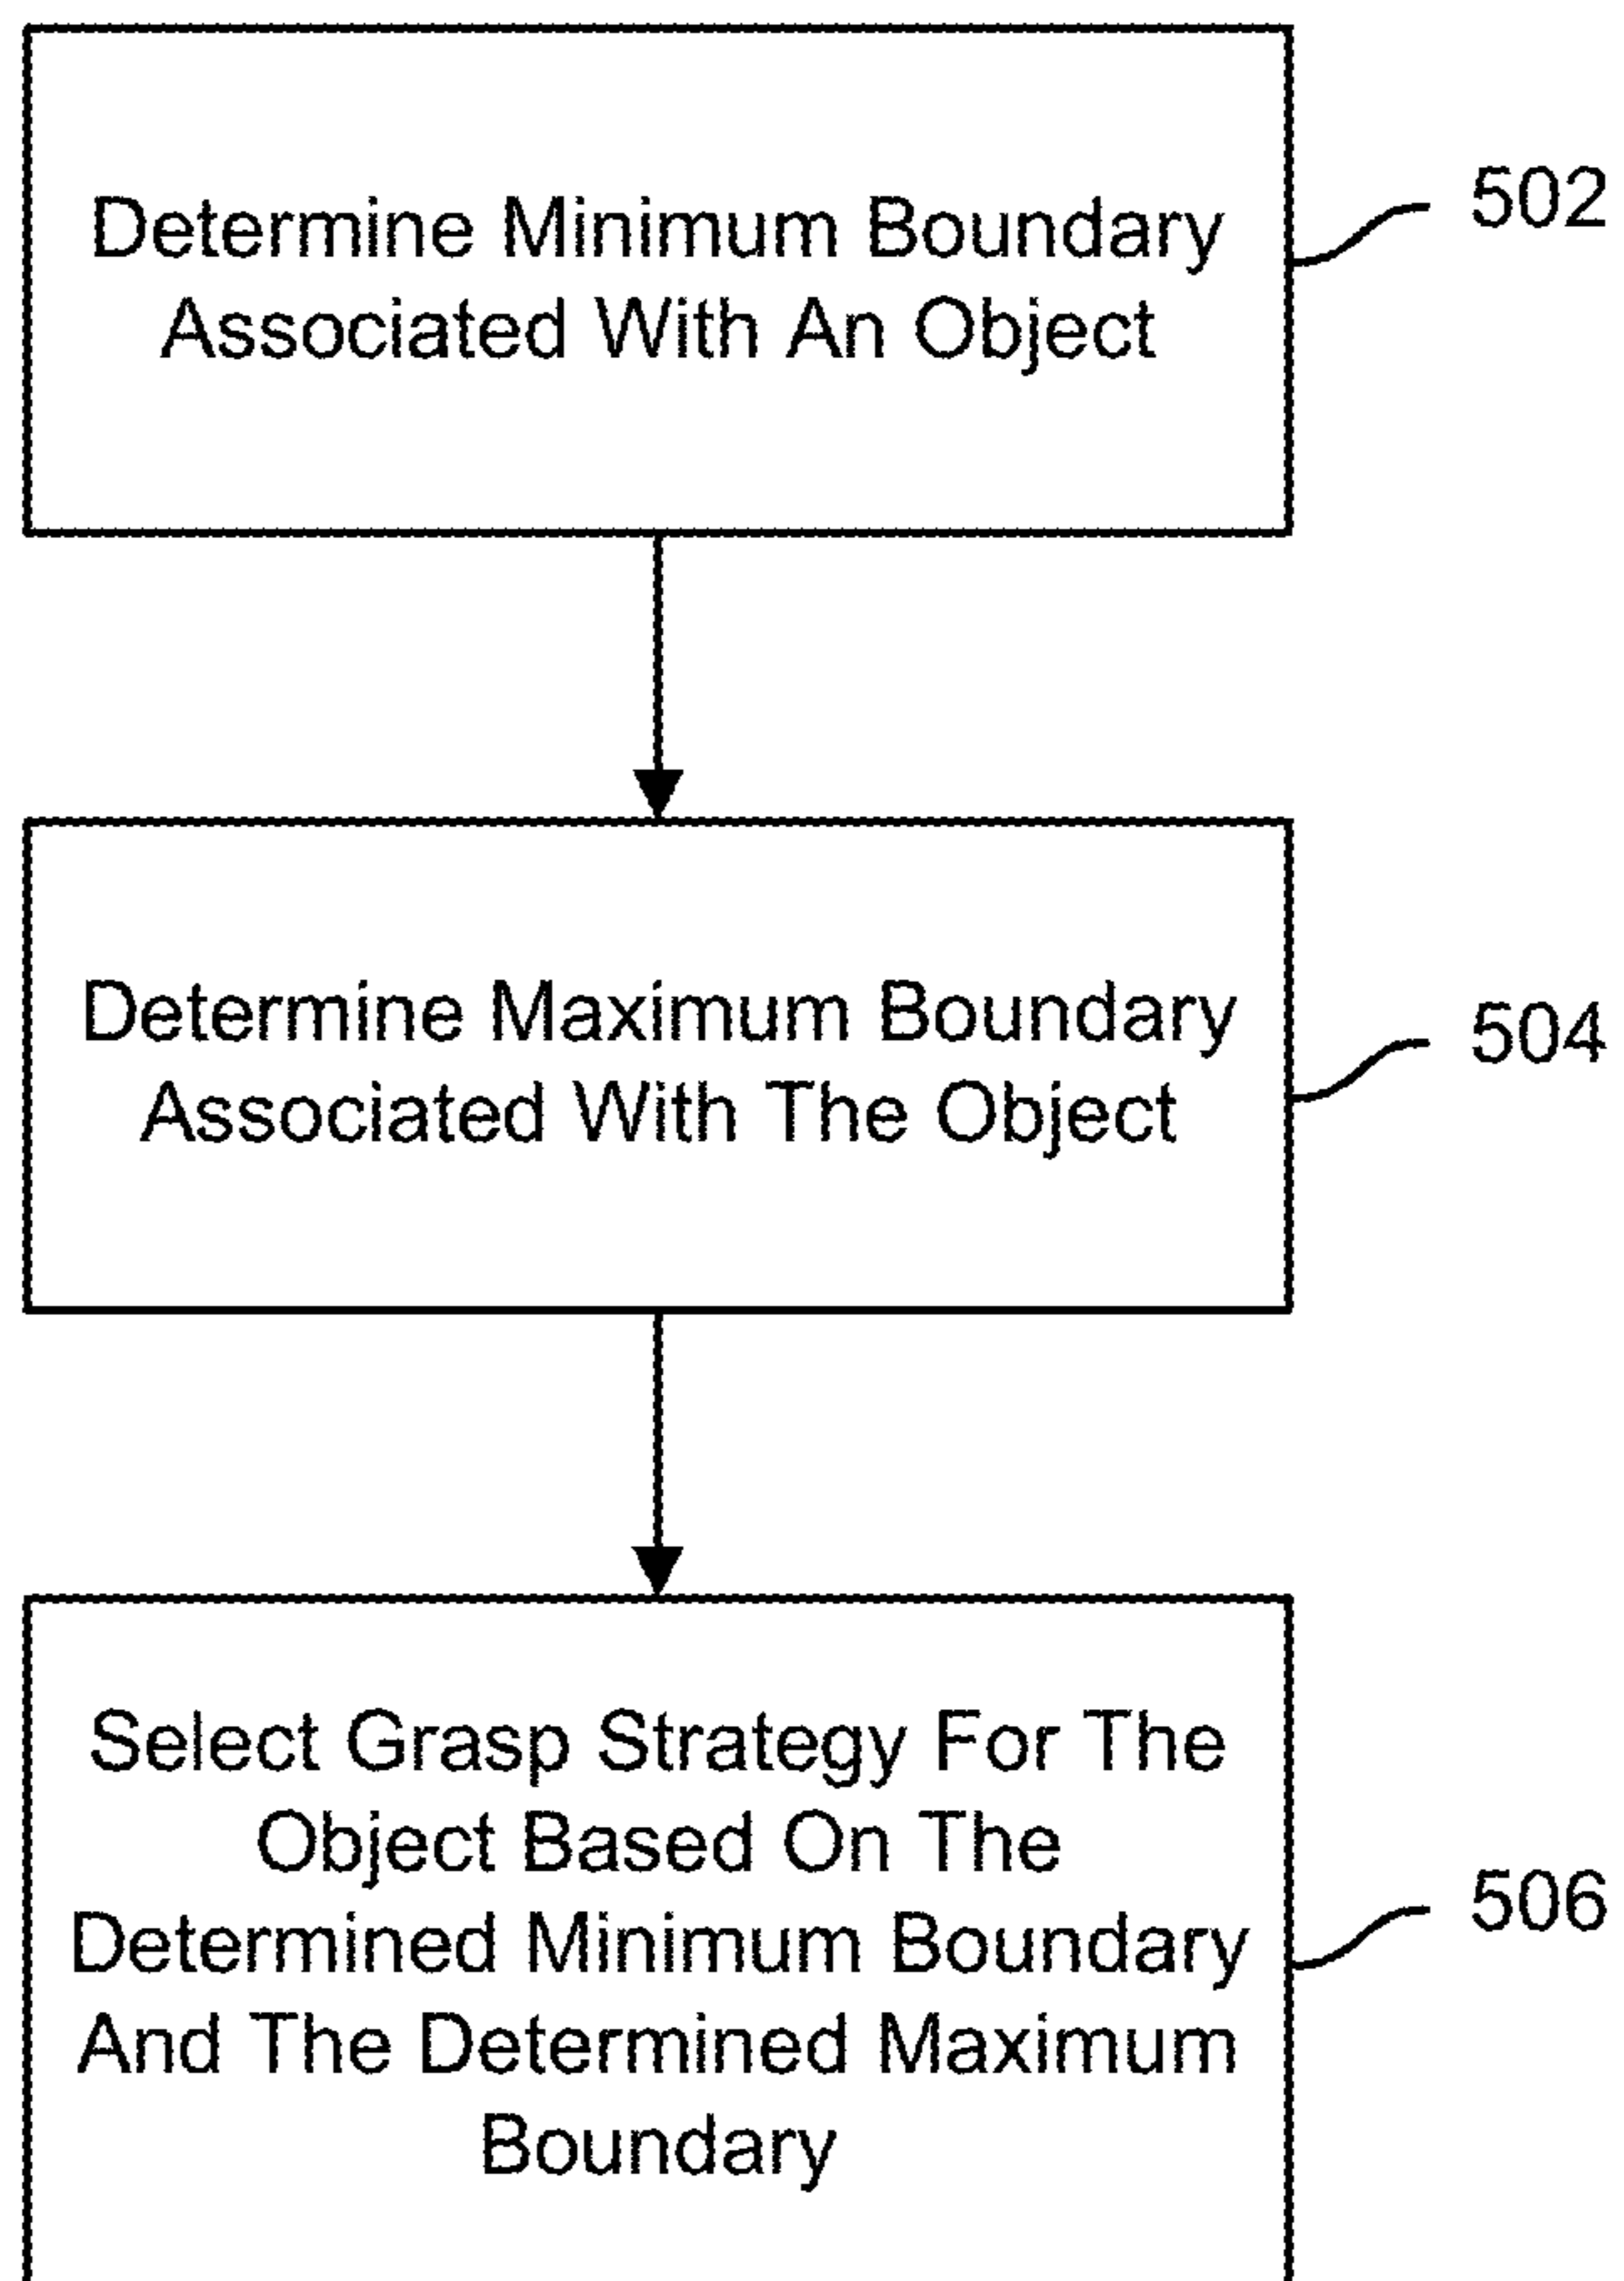 Determine Minimum Boundary
Associated With An Object
502
Determine Maximum Boundary
Associated With The Object
504
Select Grasp Strategy For The
Object Based On The
Determined Minimum Boundary
And The Determined Maximum
Boundary
506